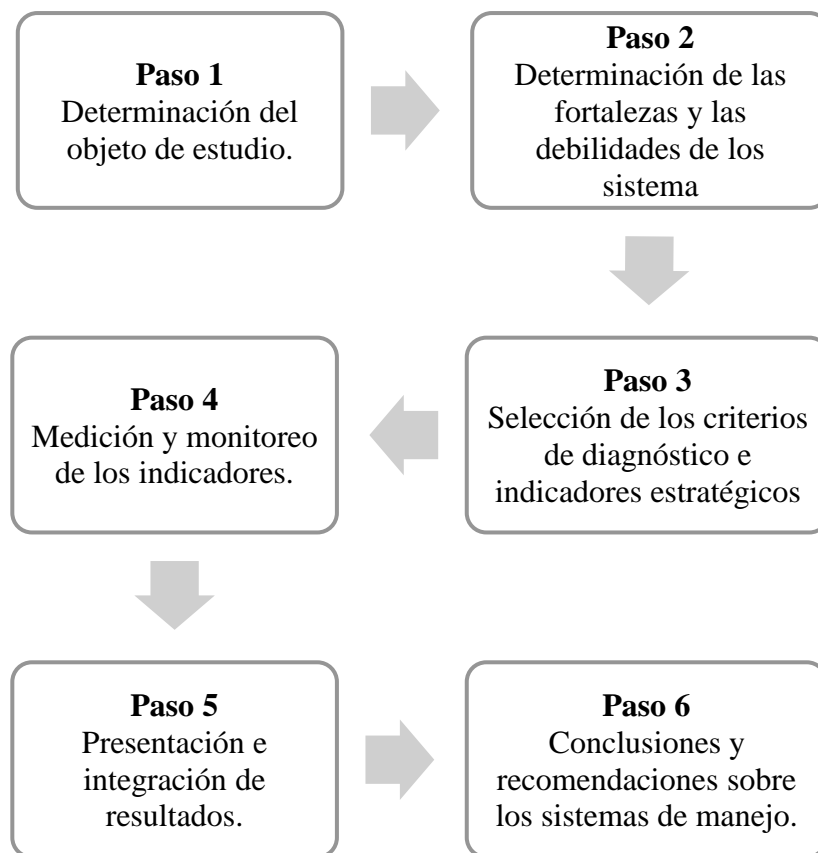 Paso 1
Determinación del
objeto de estudio.
Paso 2
Determinación de las
fortalezas y las
debilidades de los
sistema
Paso 3
Selección de los criterios
de diagnóstico e
indicadores estratégicos
Paso 4
Medición y monitoreo
de los indicadores.
Paso 5
Presentación e
integración de
resultados.
Paso 6
Conclusiones y
recomendaciones sobre
los sistemas de manejo.